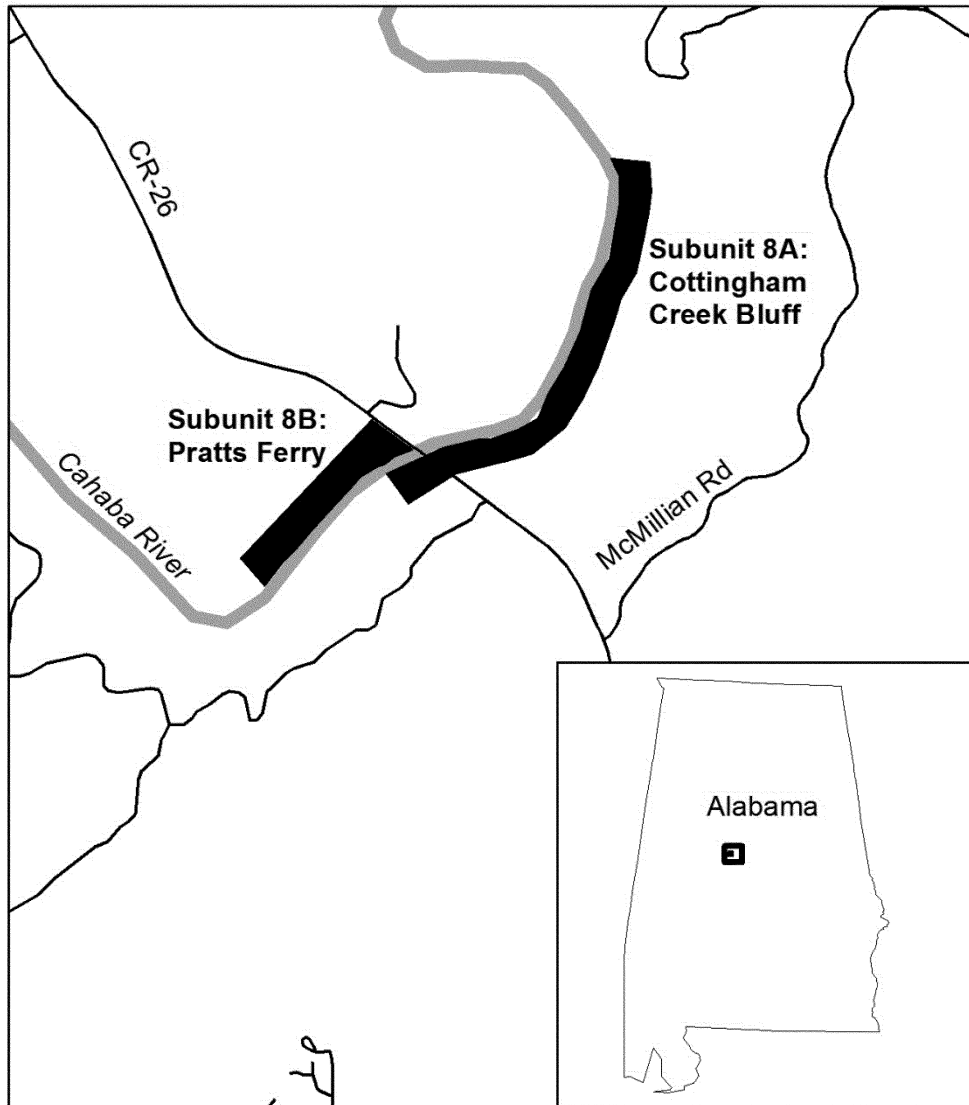 CR-26
Subunit 8A:
Cottingham
Creek Bluff
Subunit 8B:
Pratts Ferry
Cahaba River
McMillian Rd
Alabama